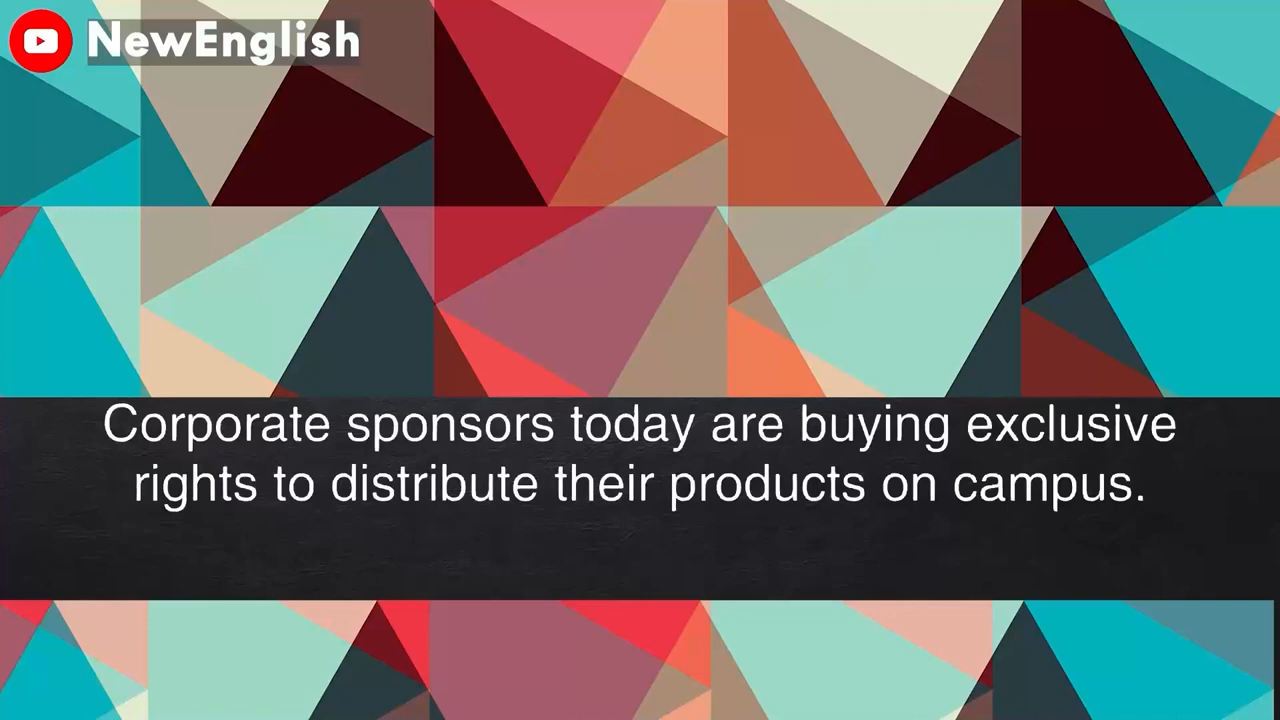 NewEnglish
Corporate sponsors today are buying exclusive
rights to distribute their products on campus.